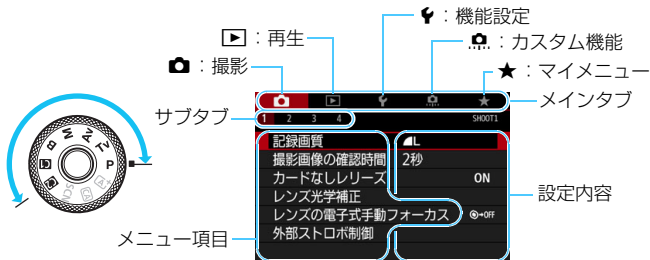 ：機能設定
：再生
：カスタム機能
：撮影
：マイメニュー
サブタブ
メインタブ
1 2 3 4 SHOOT1
記録画質 L
撮影画像の確認時間 2秒
カードなしレリーズ ON
レンズ光学補正
設定内容
レンズの電子式手動フォーカス OFF
外部ストロボ制御
メニュー項目
B M Av Tv P
SCN A+